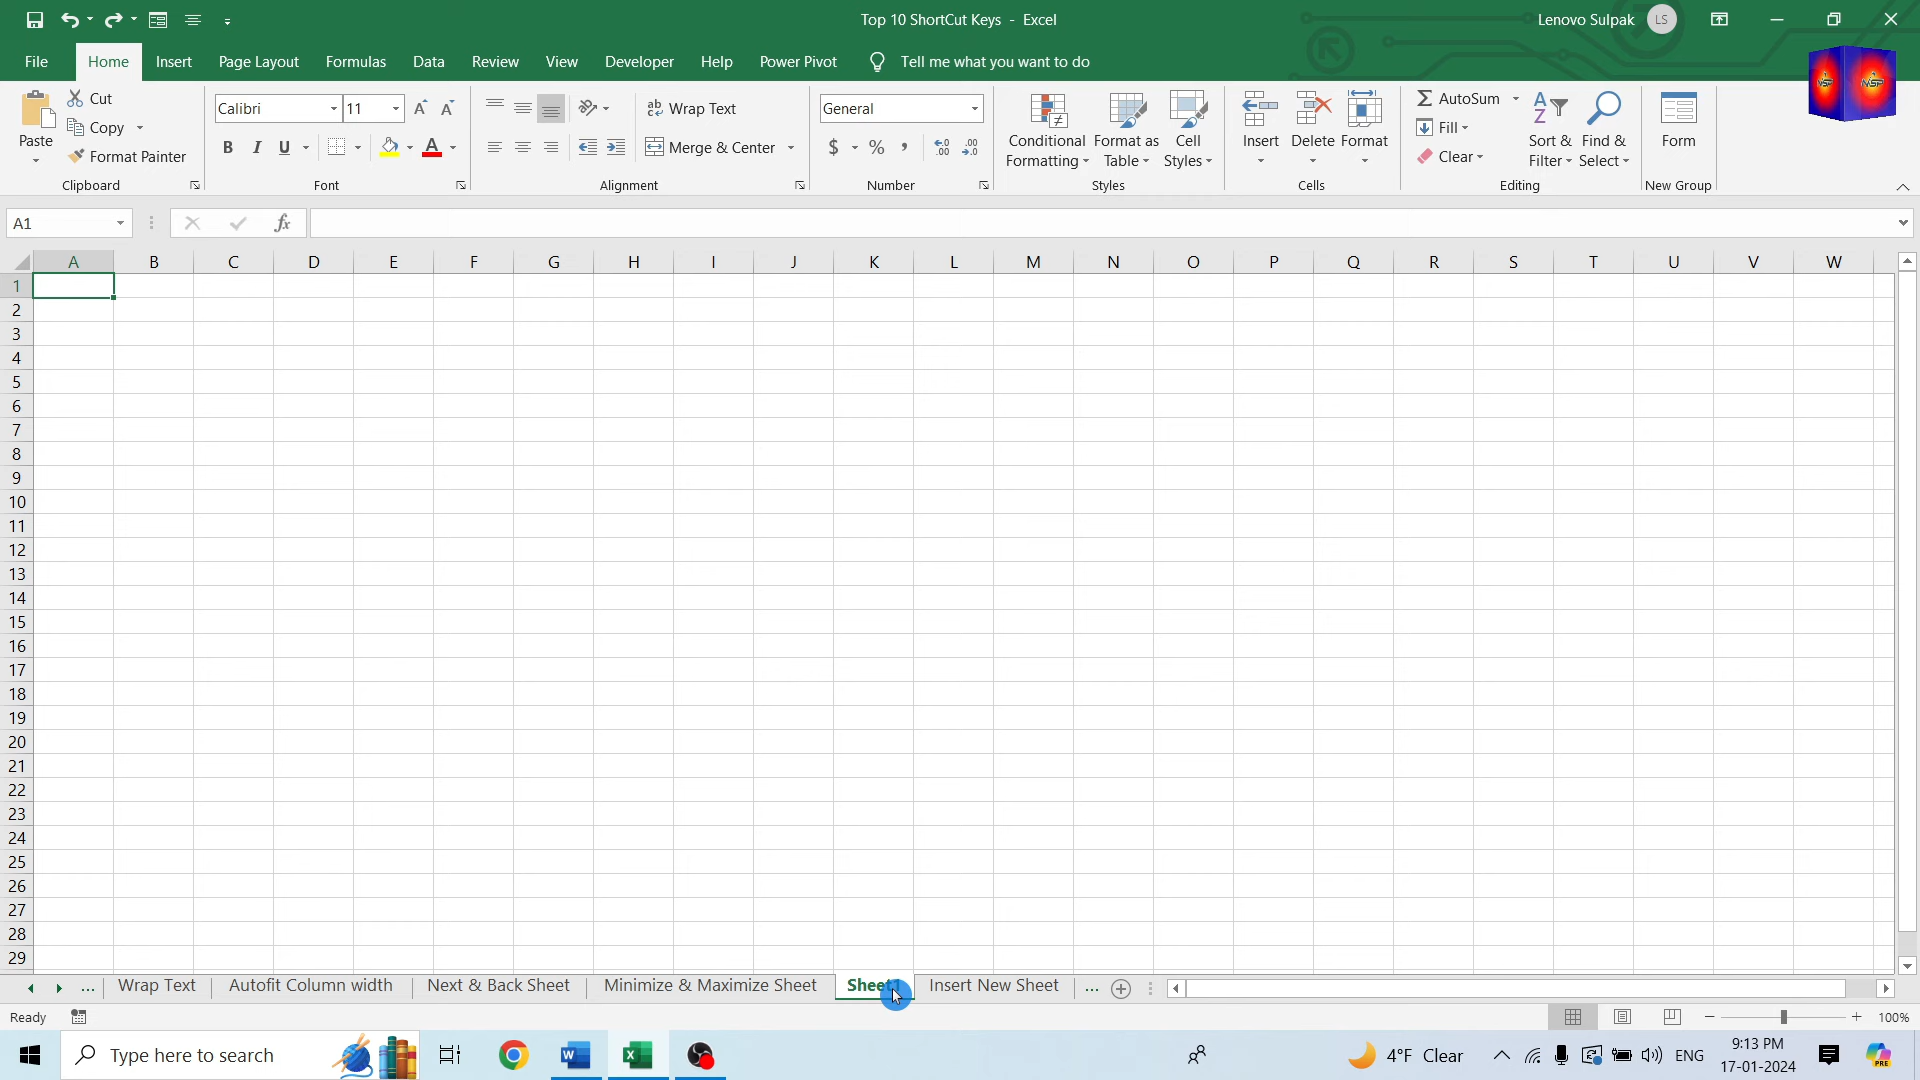 Top 10 ShortCut Keys - Excel
Lenovo Sulpak LS
File Home Insert Page Layout Formulas Data Review View Developer Help Power Pivot Tell me what you want to do
NSP NSP
Paste
Cut
Copy
Format Painter
Clipboard
Calibri 11
B I U A
Font
Wrap Text
Merge & Center
Alignment
General
$ % ,
Number
Conditional Formatting
Format as Table
Cell Styles
Styles
Insert
Delete
Format
Cells
AutoSum
Fill
Clear
Sort & Filter
Find & Select
Editing
Form
New Group
A1
fx
A B C D E F G H I J K L M N O P Q R S T U V W
1
2
3
4
5
6
7
8
9
10
11
12
13
14
15
16
17
18
19
20
21
22
23
24
25
26
27
28
29
... Wrap Text Autofit Column width Next & Back Sheet Minimize & Maximize Sheet Sheet1 Insert New Sheet ...
Ready
100%
Type here to search
4°F Clear
ENG
9:13 PM
17-01-2024
PRE